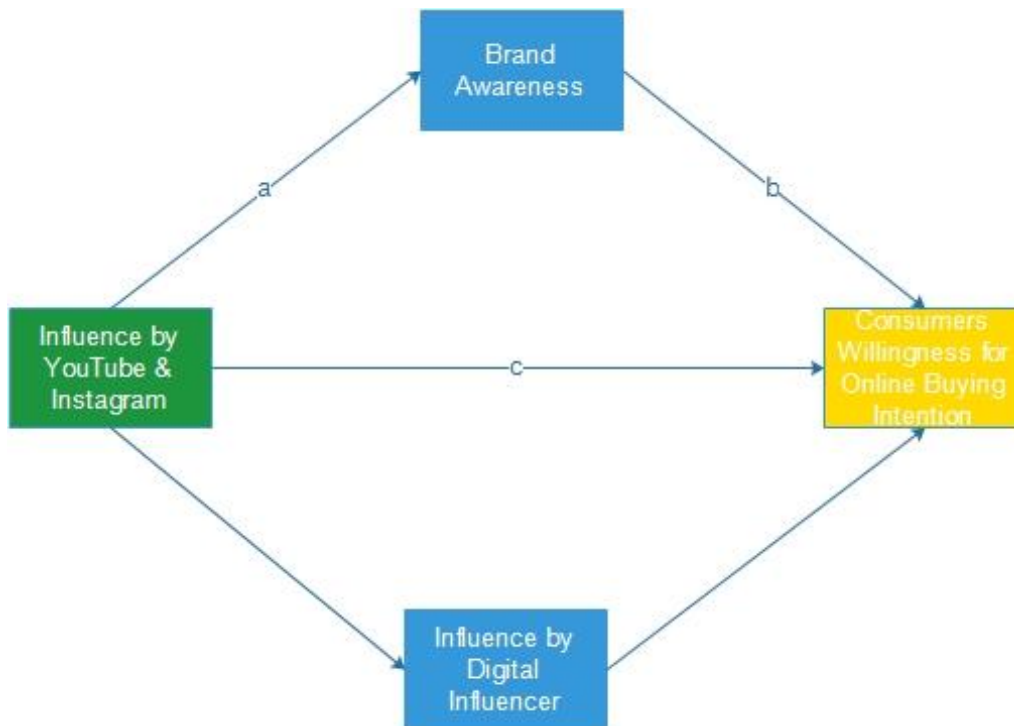 Brand
Awareness
a
b
Influence by
YouTube &
Instagram
c
Consumers
Willingness for
Online Buying
Intention
Influence by
Digital
Influencer